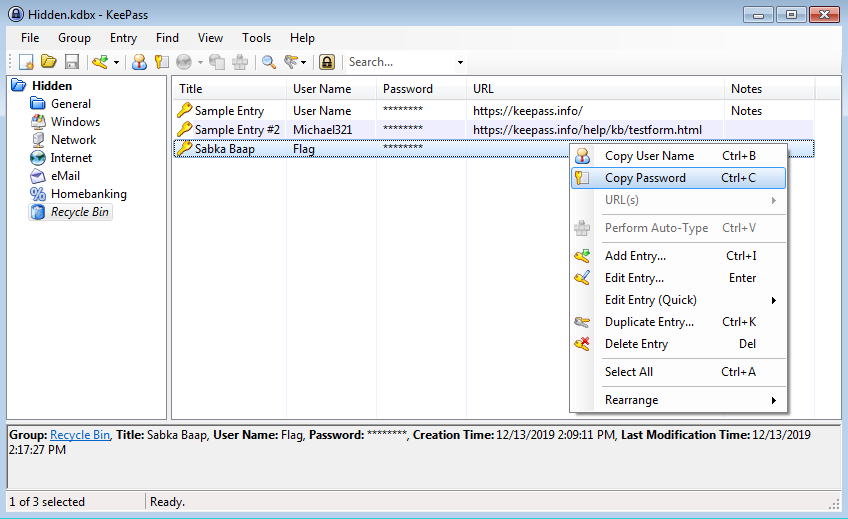 Hidden.kdbx - KeePass
File Group Entry Find View Tools Help
Search...
Hidden
General
Windows
Network
Internet
eMail
Homebanking
Recycle Bin
Title User Name Password URL Notes
Sample Entry User Name ******** https://keepass.info/ Notes
Sample Entry #2 Michael321 ******** https://keepass.info/help/kb/testform.html
Sabka Baap Flag ********
Copy User Name Ctrl+B
Copy Password Ctrl+C
URL(s)
Perform Auto-Type Ctrl+V
Add Entry... Ctrl+I
Edit Entry... Enter
Edit Entry (Quick)
Duplicate Entry... Ctrl+K
Delete Entry Del
Select All Ctrl+A
Rearrange
Group: Recycle Bin, Title: Sabka Baap, User Name: Flag, Password: ********, Creation Time: 12/13/2019 2:09:11 PM, Last Modification Time: 12/13/2019
2:17:27 PM
1 of 3 selected Ready.